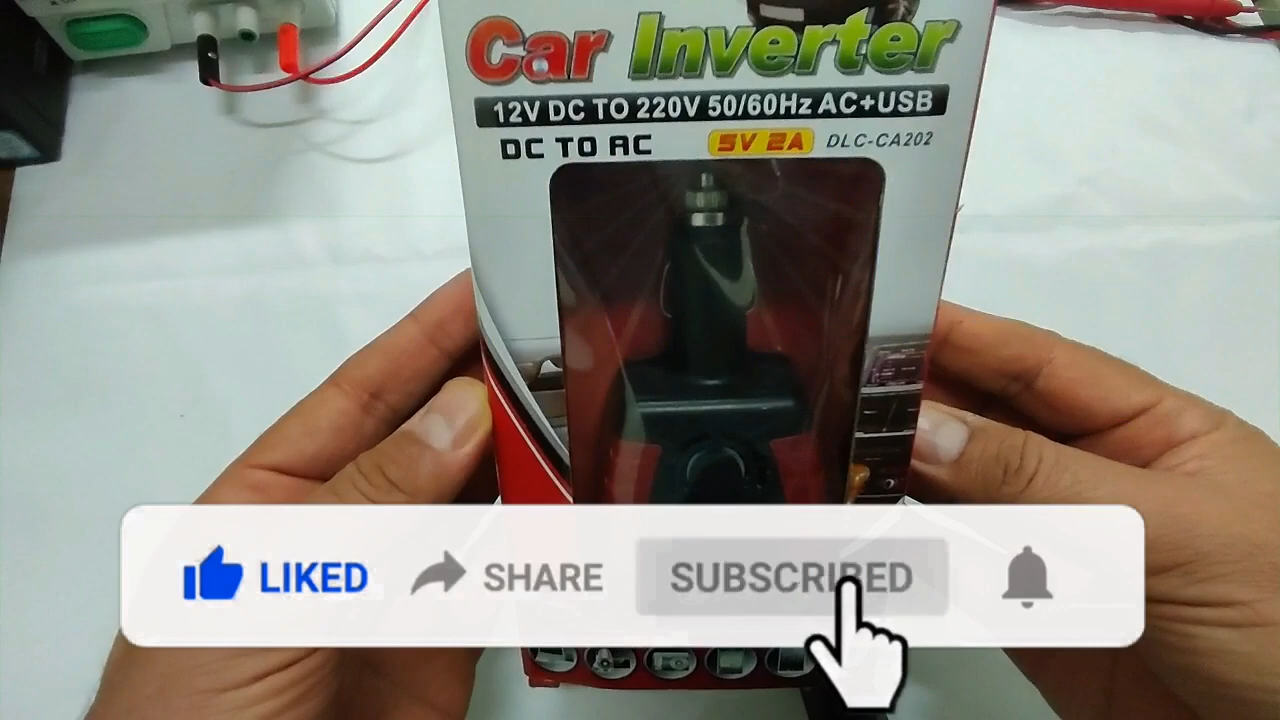 Car Inverter
12V DC TO 220V 50/60Hz AC+USB
DC TO AC 5V 2A DLC-CA202
LIKED SHARE SUBSCRIBED